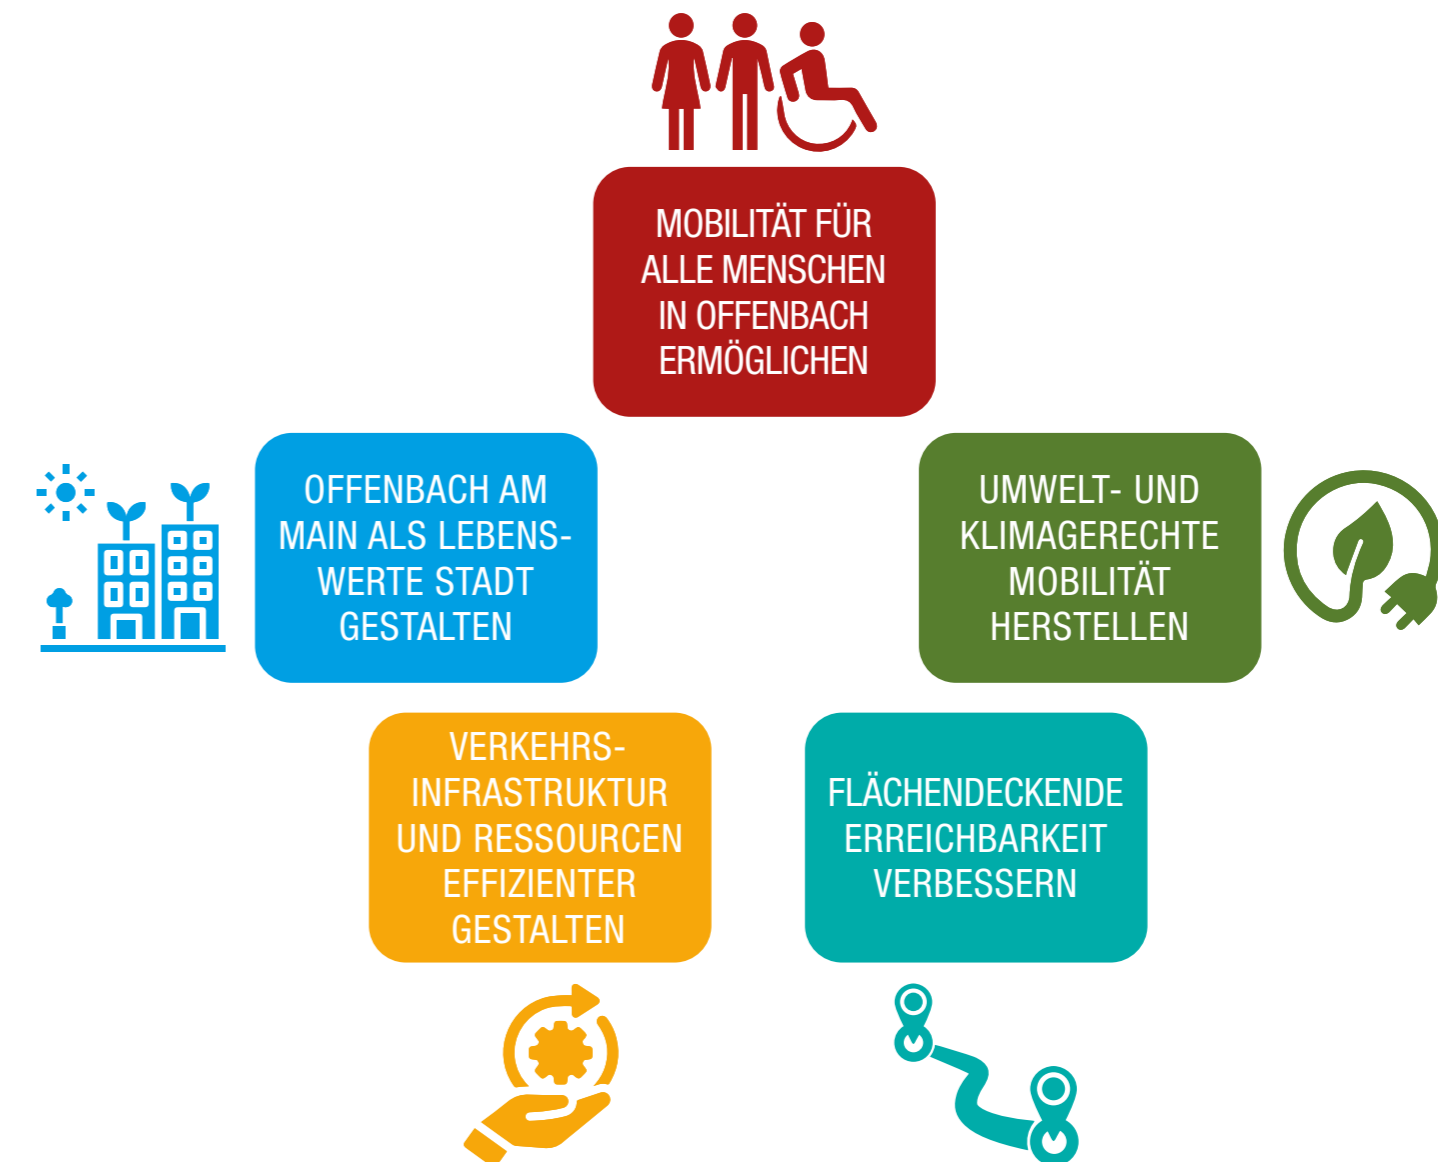 MOBILITÄT FÜR
ALLE MENSCHEN
IN OFFENBACH
ERMÖGLICHEN
OFFENBACH AM
MAIN ALS LEBENS-
WERTE STADT
GESTALTEN
UMWELT- UND
KLIMAGERECHTE
MOBILITÄT
HERSTELLEN
VERKEHRS-
INFRASTRUKTUR
UND RESSOURCEN
EFFIZIENTER
GESTALTEN
FLÄCHENDECKENDE
ERREICHBARKEIT
VERBESSERN